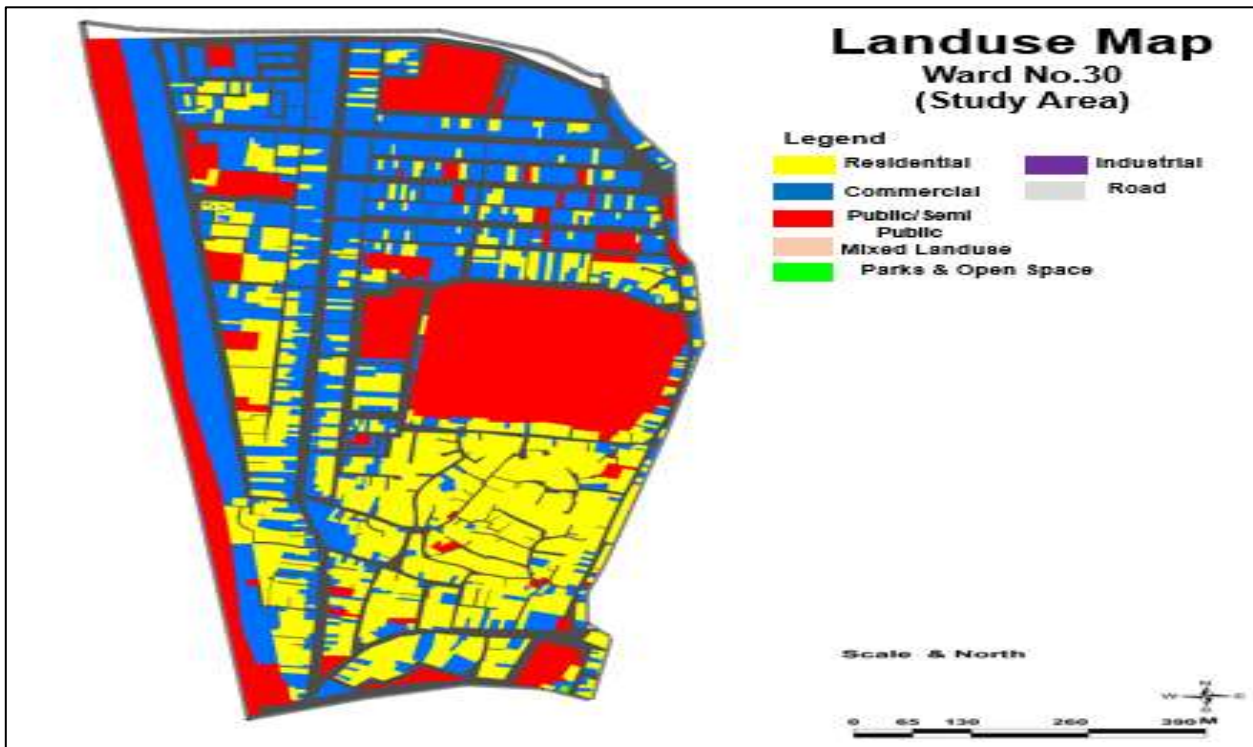 Landuse Map
Ward No.30
(Study Area)
Legend
Residential
Industrial
Commercial
Road
Public/Semi
Public
Mixed Landuse
Parks & Open Space
Scale & North
N
W E
S
0 65 130 260 390 M